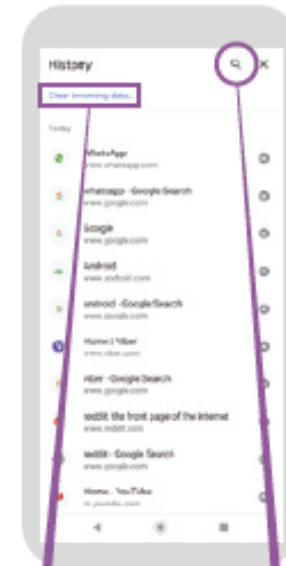 History
Clear browsing data...
Today
WhatsApp
www.whatsapp.com
whatsapp - Google Search
www.google.com
Google
www.google.com
Android
www.android.com
android - Google Search
www.google.com
Home | Viber
www.viber.com
viber - Google Search
www.google.com
reddit: the front page of the internet
www.reddit.com
reddit - Google Search
www.google.com
Home - YouTube
m.youtube.com